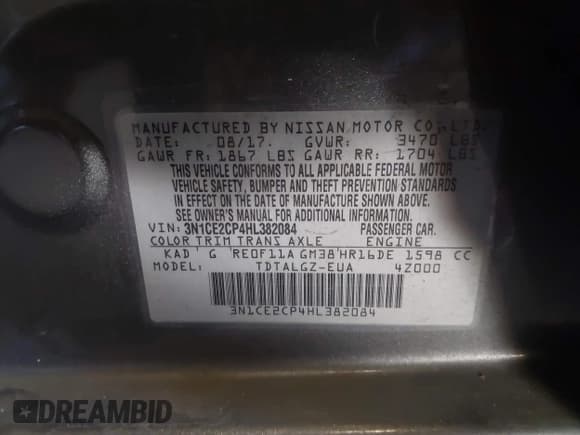 MANUFACTURED BY NISSAN MOTOR CO., LTD.
DATE: 08/17. GVWR: 3470 LBS
GAWR FR: 1867 LBS GAWR RR: 1704 LBS
THIS VEHICLE CONFORMS TO ALL APPLICABLE FEDERAL MOTOR
VEHICLE SAFETY, BUMPER AND THEFT PREVENTION STANDARDS
IN EFFECT ON THE DATE OF MANUFACTURE SHOWN ABOVE.
SEE OWNER'S MANUAL FOR ADDITIONAL INFORMATION.
VIN: 3N1CE2CP4HL382084 PASSENGER CAR.
COLOR TRIM TRANS AXLE ENGINE
KAD G RE0F11A GM38 HR16DE 1598 CC
MODEL: TDTALGZ-EUA 4Z000
3N1CE2CP4HL382084
DREAMBID